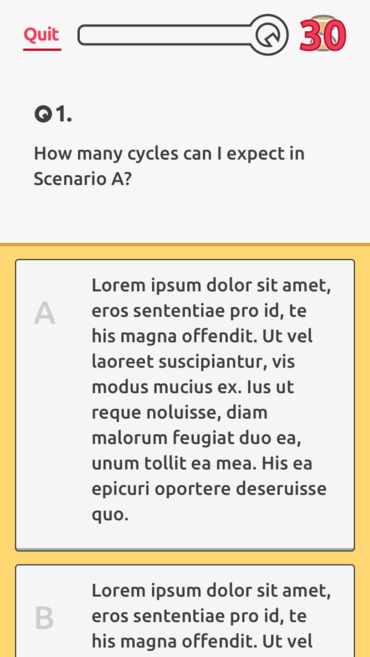 Quit
30
Q1.
How many cycles can I expect in
Scenario A?
A
Lorem ipsum dolor sit amet,
eros sententiae pro id, te
his magna offendit. Ut vel
laoreet suscipiantur, vis
modus mucius ex. Ius ut
reque noluisse, diam
malorum feugiat duo ea,
unum tollit ea mea. His ea
epicuri oportere deseruisse
quo.
B
Lorem ipsum dolor sit amet,
eros sententiae pro id, te
his magna offendit. Ut vel